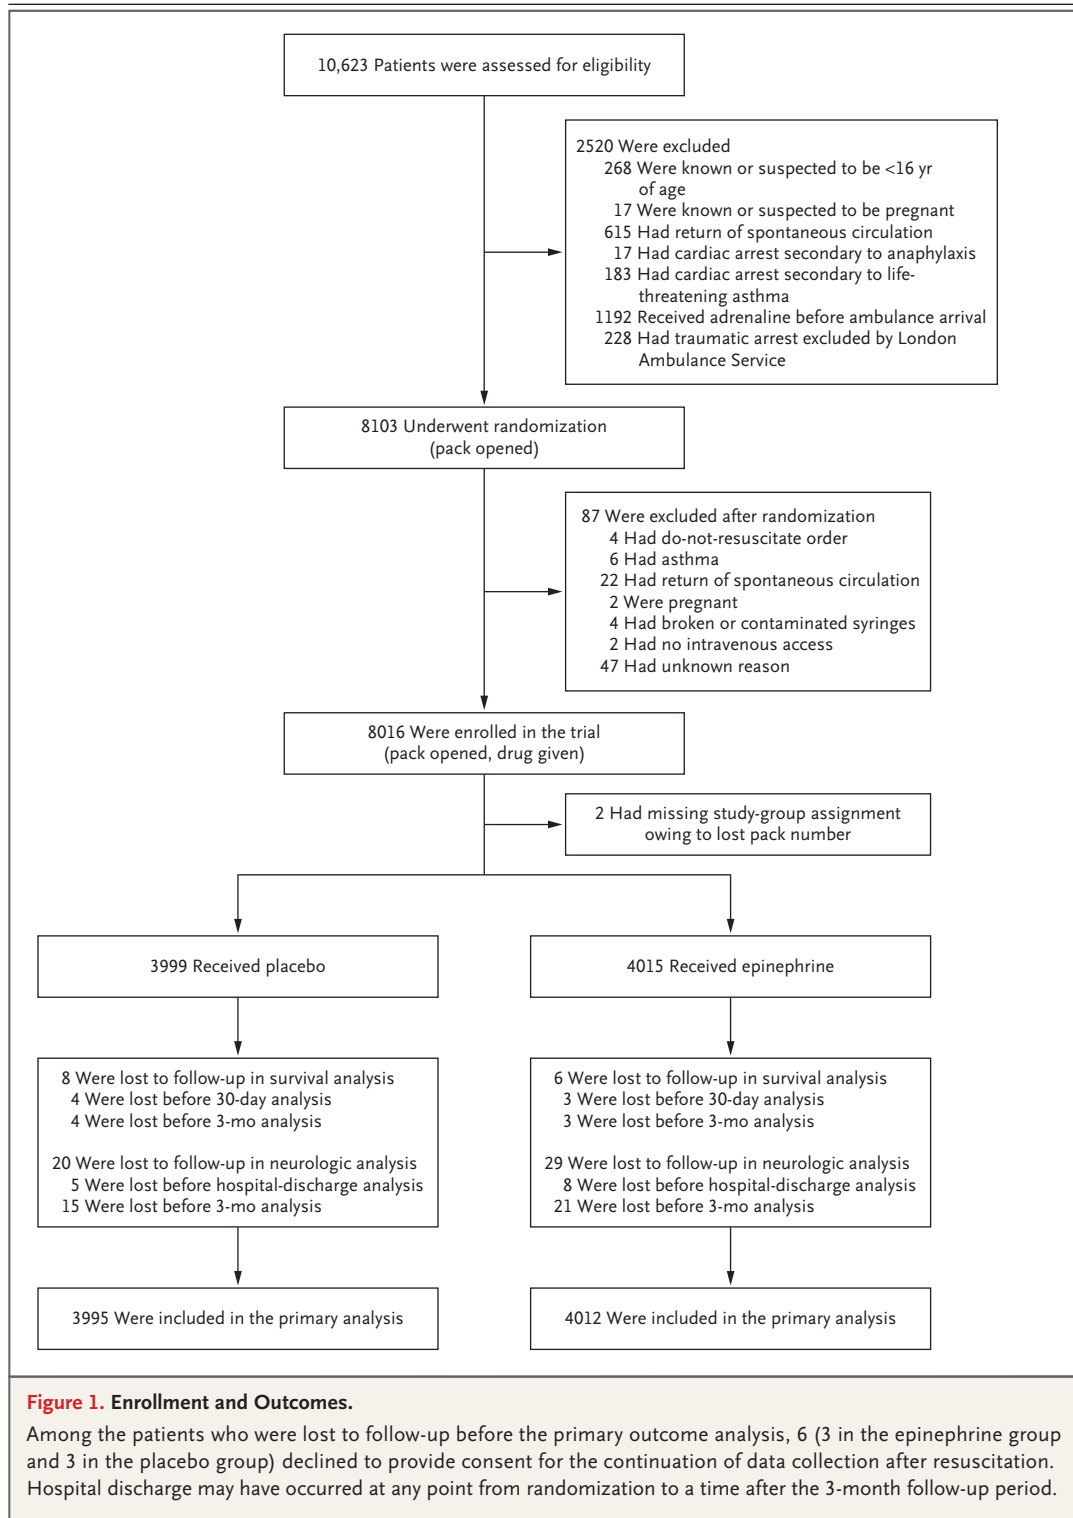 10,623 Patients were assessed for eligibility
2520 Were excluded
268 Were known or suspected to be <16 yr
of age
17 Were known or suspected to be pregnant
615 Had return of spontaneous circulation
17 Had cardiac arrest secondary to anaphylaxis
183 Had cardiac arrest secondary to life-
threatening asthma
1192 Received adrenaline before ambulance arrival
228 Had traumatic arrest excluded by London
Ambulance Service
8103 Underwent randomization
(pack opened)
87 Were excluded after randomization
4 Had do-not-resuscitate order
6 Had asthma
22 Had return of spontaneous circulation
2 Were pregnant
4 Had broken or contaminated syringes
2 Had no intravenous access
47 Had unknown reason
8016 Were enrolled in the trial
(pack opened, drug given)
2 Had missing study-group assignment
owing to lost pack number
3999 Received placebo
4015 Received epinephrine
8 Were lost to follow-up in survival analysis
4 Were lost before 30-day analysis
4 Were lost before 3-mo analysis
20 Were lost to follow-up in neurologic analysis
5 Were lost before hospital-discharge analysis
15 Were lost before 3-mo analysis
6 Were lost to follow-up in survival analysis
3 Were lost before 30-day analysis
3 Were lost before 3-mo analysis
29 Were lost to follow-up in neurologic analysis
8 Were lost before hospital-discharge analysis
21 Were lost before 3-mo analysis
3995 Were included in the primary analysis
4012 Were included in the primary analysis
Figure 1. Enrollment and Outcomes.
Among the patients who were lost to follow-up before the primary outcome analysis, 6 (3 in the epinephrine group
and 3 in the placebo group) declined to provide consent for the continuation of data collection after resuscitation.
Hospital discharge may have occurred at any point from randomization to a time after the 3-month follow-up period.